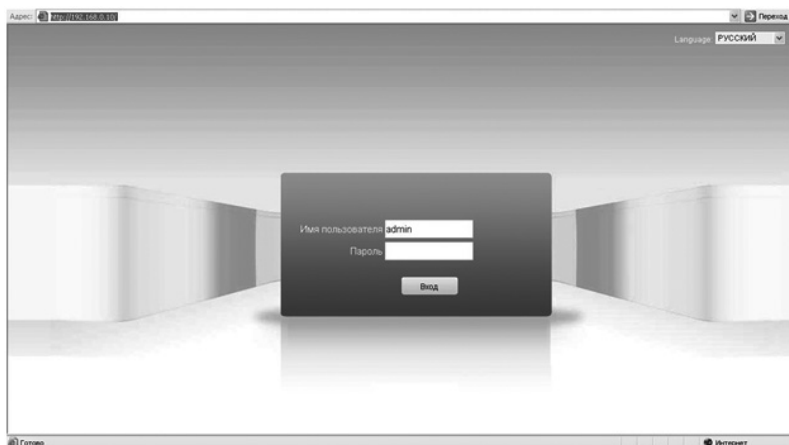 Адрес: http://192.168.0.10/ Переход
Language: РУССКИЙ
Имя пользователя admin
Пароль
Вход
Готово Интернет